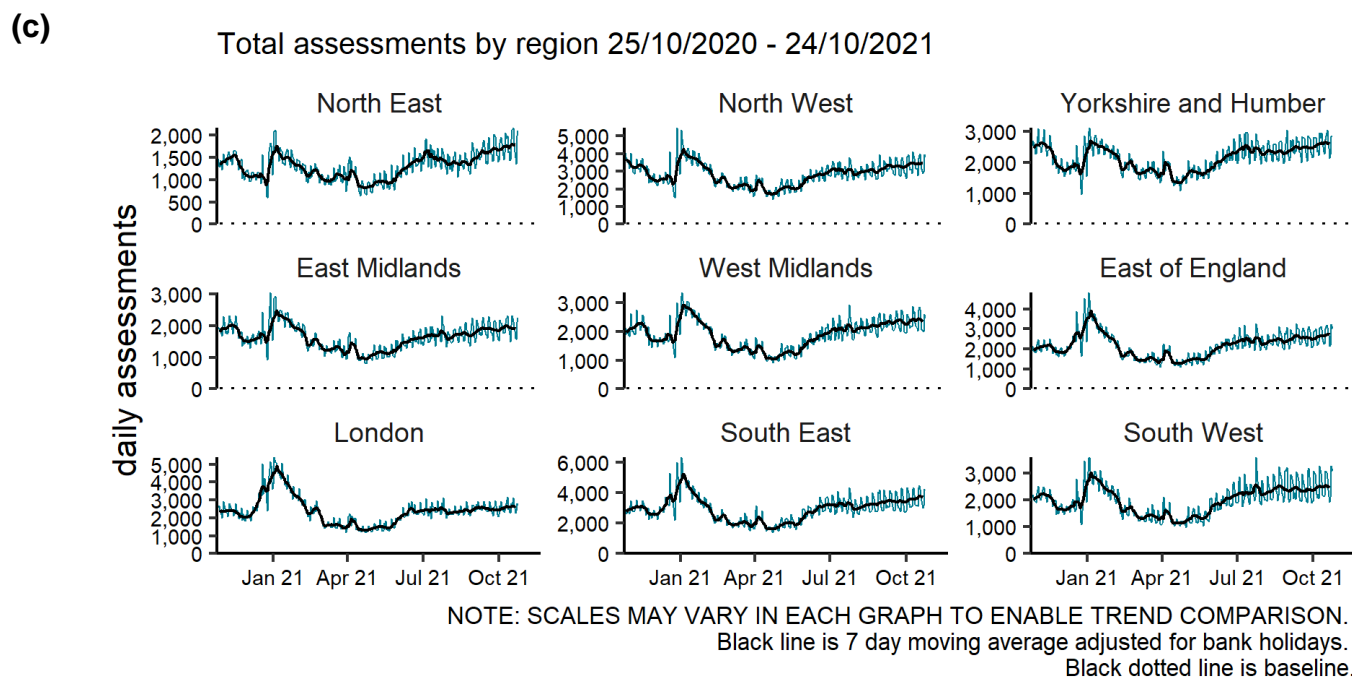 (c)
Total assessments by region 25/10/2020 - 24/10/2021
daily assessments
North East
2,000
1,500
1,000
500
0
North West
5,000
4,000
3,000
2,000
1,000
0
Yorkshire and Humber
3,000
2,000
1,000
0
East Midlands
3,000
2,000
1,000
0
West Midlands
3,000
2,000
1,000
0
East of England
4,000
3,000
2,000
1,000
0
London
5,000
4,000
3,000
2,000
1,000
0
Jan 21 Apr 21 Jul 21 Oct 21
South East
6,000
4,000
2,000
0
Jan 21 Apr 21 Jul 21 Oct 21
South West
3,000
2,000
1,000
0
Jan 21 Apr 21 Jul 21 Oct 21
NOTE: SCALES MAY VARY IN EACH GRAPH TO ENABLE TREND COMPARISON.
Black line is 7 day moving average adjusted for bank holidays.
Black dotted line is baseline.